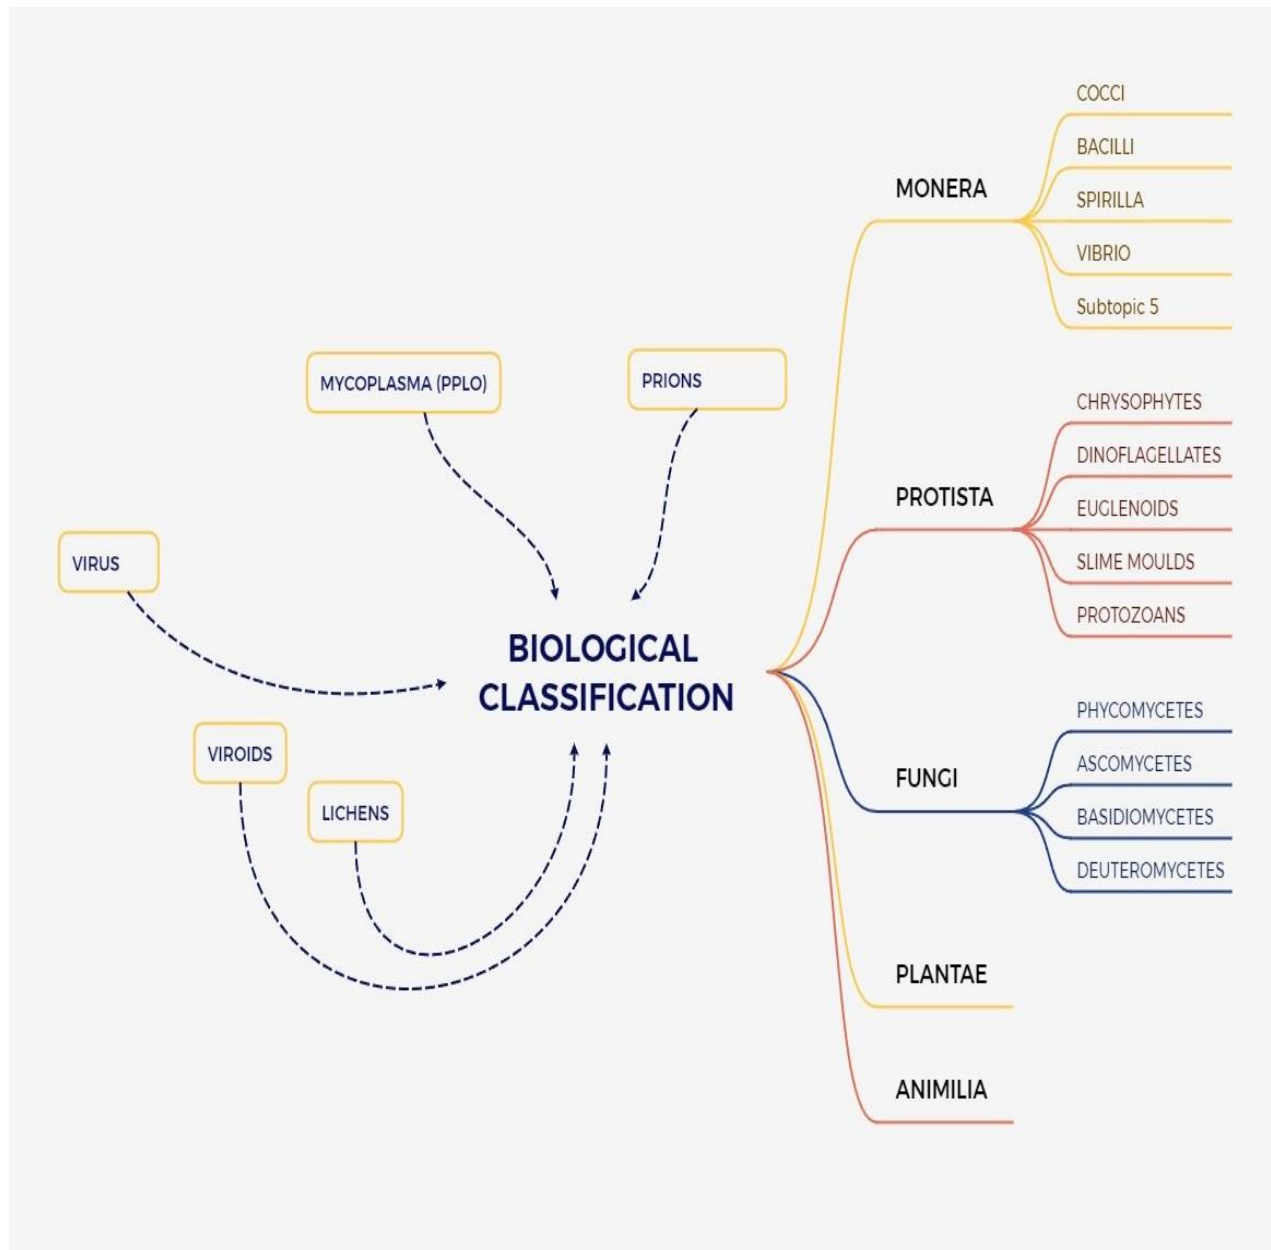 COCCI
BACILLI
MONERA
SPIRILLA
VIBRIO
Subtopic 5
MYCOPLASMA (PPLO)
PRIONS
CHRYSOPHYTES
DINOFLAGELLATES
PROTISTA
EUGLENOIDS
SLIME MOULDS
PROTOZOANS
VIRUS
BIOLOGICAL
CLASSIFICATION
VIROIDS
LICHENS
PHYCOMYCETES
ASCOMYCETES
FUNGI
BASIDIOMYCETES
DEUTEROMYCETES
PLANTAE
ANIMILIA